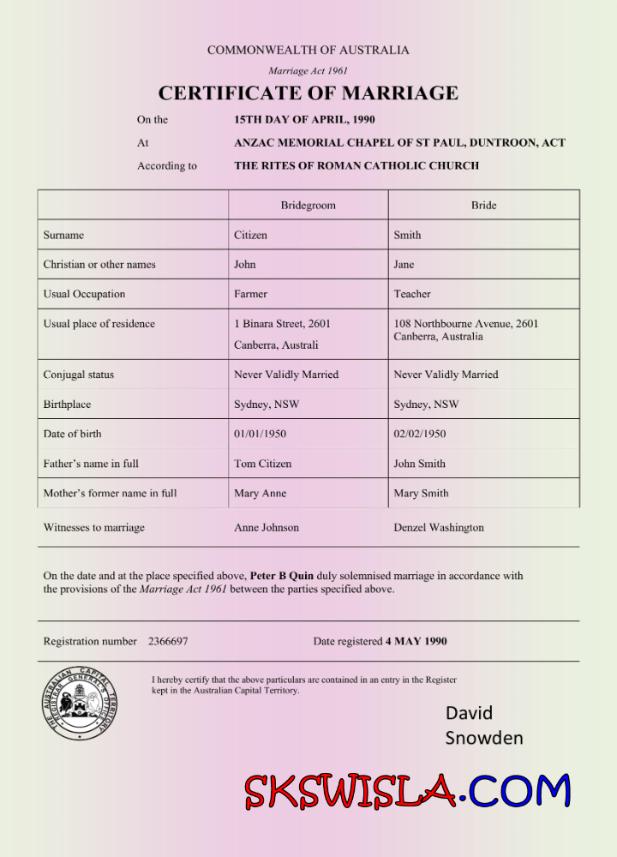 COMMONWEALTH OF AUSTRALIA
Marriage Act 1961
CERTIFICATE OF MARRIAGE
On the 15TH DAY OF APRIL, 1990
At ANZAC MEMORIAL CHAPEL OF ST PAUL, DUNTROON, ACT
According to THE RITES OF ROMAN CATHOLIC CHURCH
Bridegroom Bride
Surname Citizen Smith
Christian or other names John Jane
Usual Occupation Farmer Teacher
Usual place of residence 1 Binara Street, 2601 108 Northbourne Avenue, 2601
Canberra, Australi Canberra, Australia
Conjugal status Never Validly Married Never Validly Married
Birthplace Sydney, NSW Sydney, NSW
Date of birth 01/01/1950 02/02/1950
Father's name in full Tom Citizen John Smith
Mother's former name in full Mary Anne Mary Smith
Witnesses to marriage Anne Johnson Denzel Washington
On the date and at the place specified above, Peter B Quin duly solemnised marriage in accordance with
the provisions of the Marriage Act 1961 between the parties specified above.
Registration number 2366697 Date registered 4 MAY 1990
AUSTRALIAN CAPITAL TERRITORY
THE REGISTRAR GENERAL'S OFFICE
I hereby certify that the above particulars are contained in an entry in the Register
kept in the Australian Capital Territory.
David
Snowden
SKSWISLA.COM